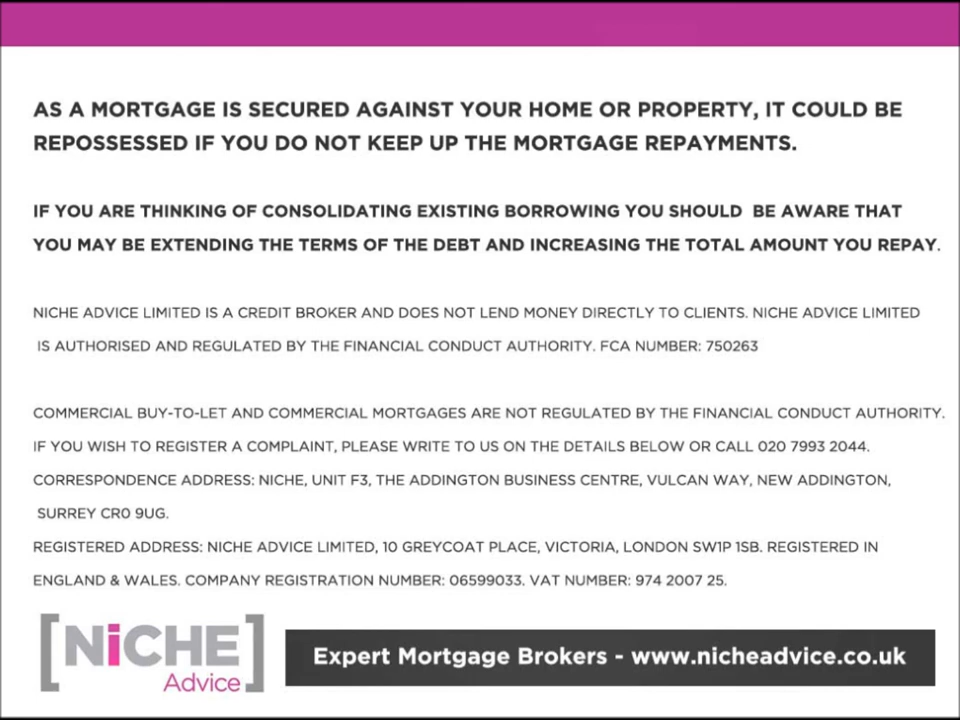 AS A MORTGAGE IS SECURED AGAINST YOUR HOME OR PROPERTY, IT COULD BE
REPOSSESSED IF YOU DO NOT KEEP UP THE MORTGAGE REPAYMENTS.
IF YOU ARE THINKING OF CONSOLIDATING EXISTING BORROWING YOU SHOULD BE AWARE THAT
YOU MAY BE EXTENDING THE TERMS OF THE DEBT AND INCREASING THE TOTAL AMOUNT YOU REPAY.
NICHE ADVICE LIMITED IS A CREDIT BROKER AND DOES NOT LEND MONEY DIRECTLY TO CLIENTS. NICHE ADVICE LIMITED
IS AUTHORISED AND REGULATED BY THE FINANCIAL CONDUCT AUTHORITY. FCA NUMBER: 750263
COMMERCIAL BUY-TO-LET AND COMMERCIAL MORTGAGES ARE NOT REGULATED BY THE FINANCIAL CONDUCT AUTHORITY.
IF YOU WISH TO REGISTER A COMPLAINT, PLEASE WRITE TO US ON THE DETAILS BELOW OR CALL 020 7993 2044.
CORRESPONDENCE ADDRESS: NICHE, UNIT F3, THE ADDINGTON BUSINESS CENTRE, VULCAN WAY, NEW ADDINGTON,
SURREY CR0 9UG.
REGISTERED ADDRESS: NICHE ADVICE LIMITED, 10 GREYCOAT PLACE, VICTORIA, LONDON SW1P 1SB. REGISTERED IN
ENGLAND & WALES. COMPANY REGISTRATION NUMBER: 06599033. VAT NUMBER: 974 2007 25.
[NiCHE]
Advice
Expert Mortgage Brokers - www.nicheadvice.co.uk